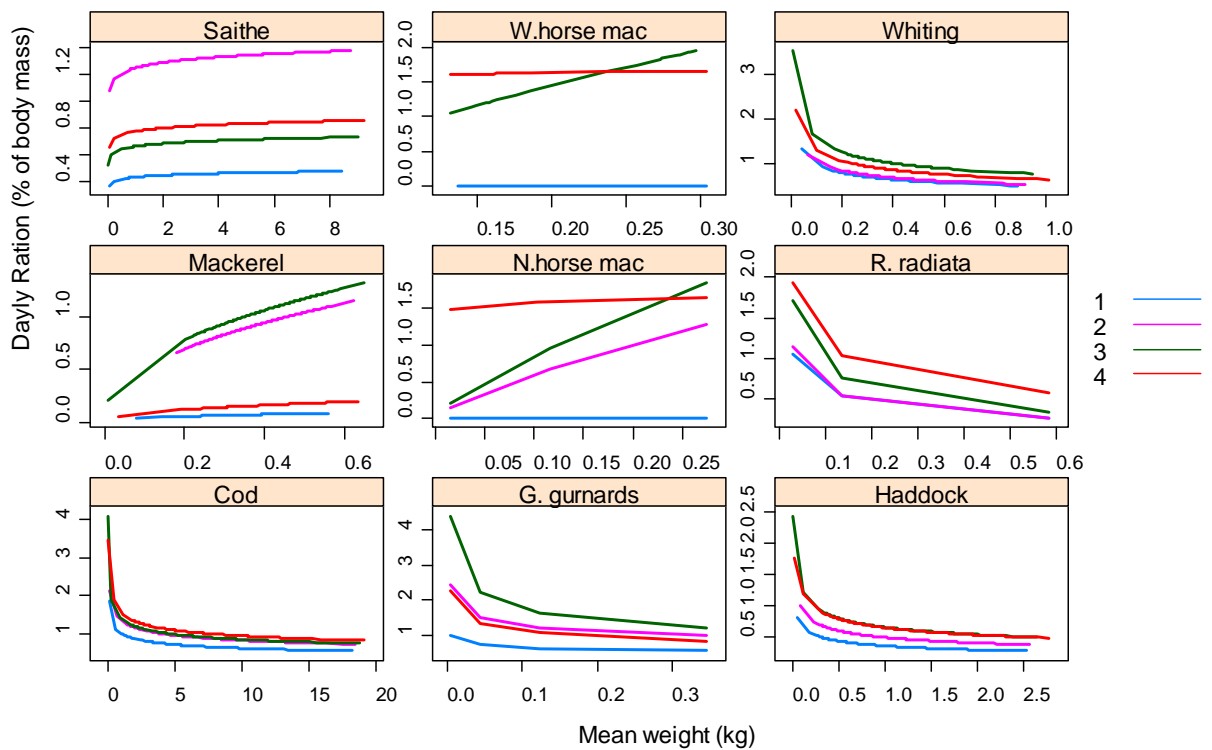 Dayly Ration (% of body mass)
Saithe
W.horse mac
Whiting
0.4 0.8 1.2
0.0 0.5 1.0 1.5 2.0
1 2 3
0 2 4 6 8
0.15 0.20 0.25 0.30
0.0 0.2 0.4 0.6 0.8 1.0
Mackerel
N.horse mac
R. radiata
0.0 0.5 1.0
0.0 0.5 1.0 1.5
0.5 1.0 1.5 2.0
0.0 0.2 0.4 0.6
0.05 0.10 0.15 0.20 0.25
0.1 0.2 0.3 0.4 0.5 0.6
1
2
3
4
Cod
G. gurnards
Haddock
1 2 3 4
1 2 3 4
0.5 1.0 1.5 2.0 2.5
0 5 10 15 20
0.0 0.1 0.2 0.3
0.0 0.5 1.0 1.5 2.0 2.5
Mean weight (kg)